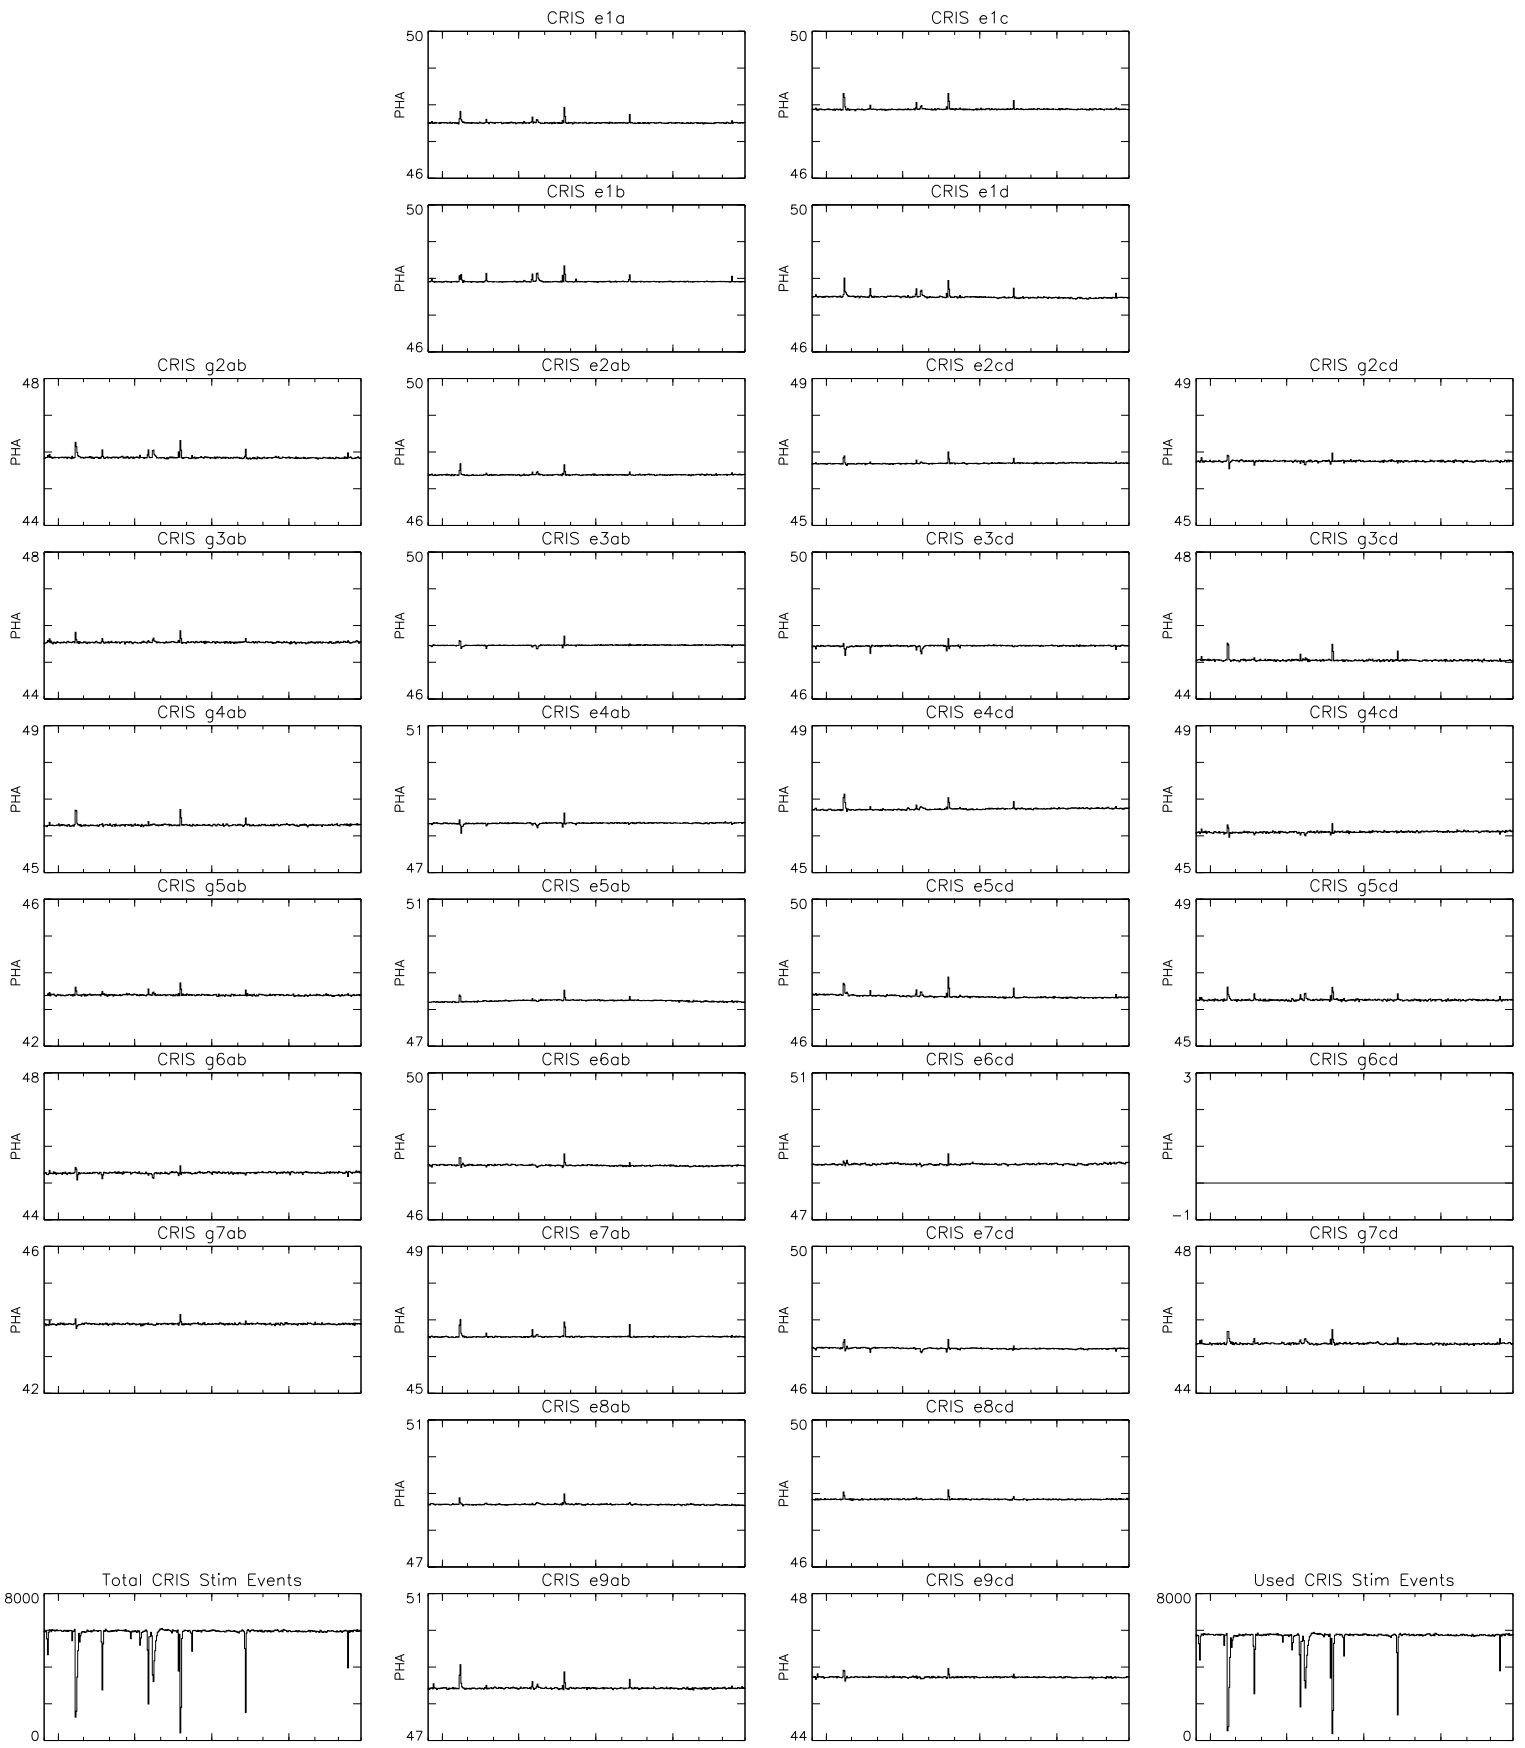 CRIS e1a CRIS e1c
50 50
PHA PHA
46 46
CRIS e1b CRIS e1d
50 50
PHA PHA
46 46
CRIS g2ab CRIS e2ab CRIS e2cd CRIS g2cd
48 50 49 49
PHA PHA PHA PHA
44 46 45 45
CRIS g3ab CRIS e3ab CRIS e3cd CRIS g3cd
48 50 50 48
PHA PHA PHA PHA
44 46 46 44
CRIS g4ab CRIS e4ab CRIS e4cd CRIS g4cd
49 51 49 49
PHA PHA PHA PHA
45 47 45 45
CRIS g5ab CRIS e5ab CRIS e5cd CRIS g5cd
46 51 50 49
PHA PHA PHA PHA
42 47 46 45
CRIS g6ab CRIS e6ab CRIS e6cd CRIS g6cd
48 50 51 3
PHA PHA PHA PHA
44 46 47 -1
CRIS g7ab CRIS e7ab CRIS e7cd CRIS g7cd
46 49 50 48
PHA PHA PHA PHA
42 45 46 44
CRIS e8ab CRIS e8cd
51 50
PHA PHA
47 46
Total CRIS Stim Events CRIS e9ab CRIS e9cd Used CRIS Stim Events
8000 51 48 8000
PHA PHA
0 47 44 0